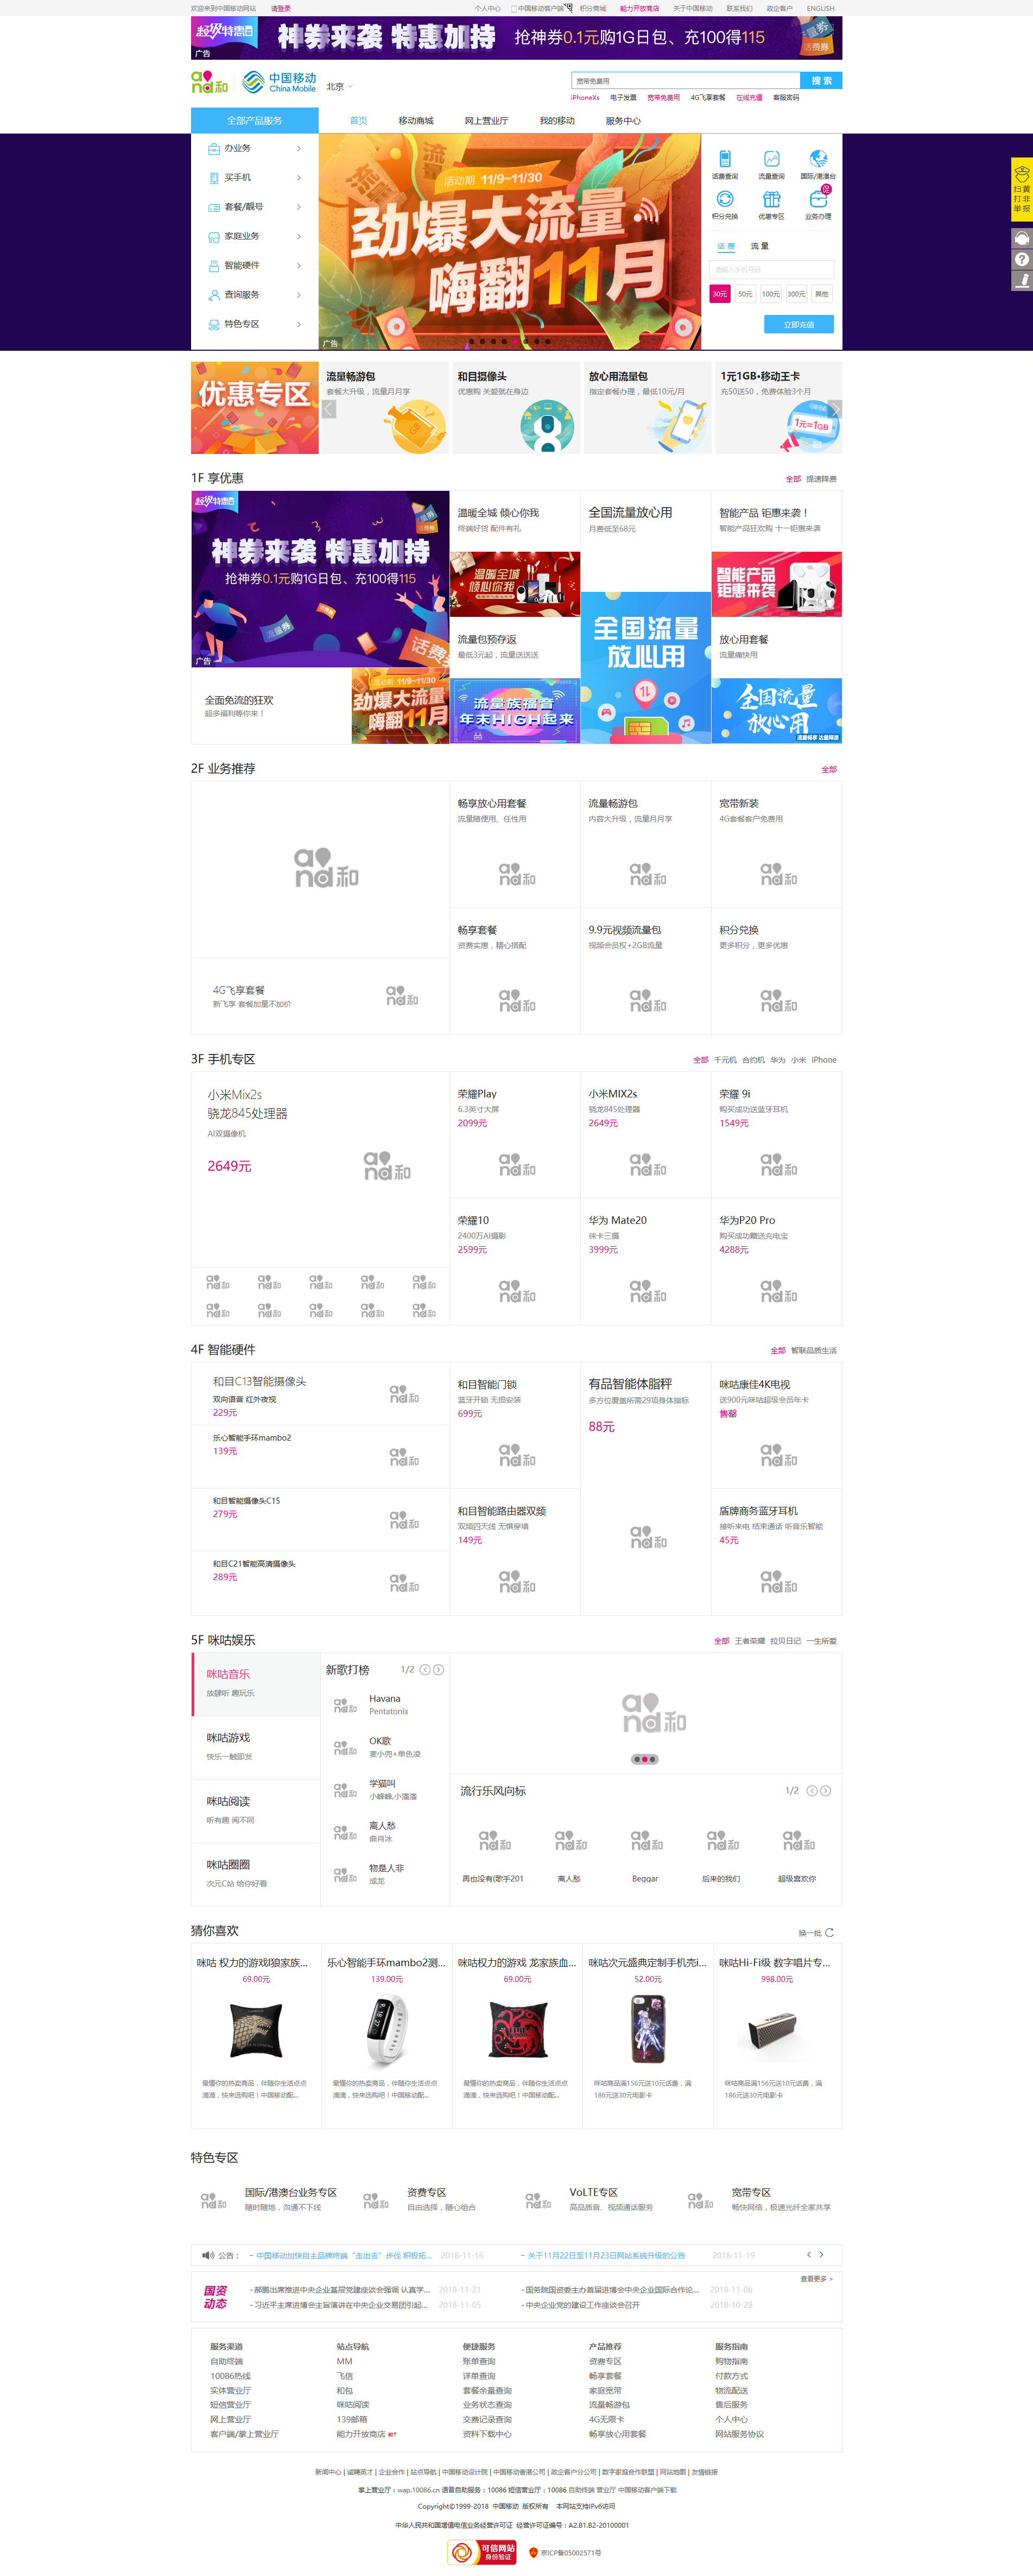 欢迎来到中国移动网站 请登录 个人中心 中国移动客户端 积分商城 能力开放商店 关于中国移动 联系我们 政企客户 ENGLISH
超级特惠日 神券来袭 特惠加持 抢神券0.1元购1G日包、充100得115 话费券
广告
and和 中国移动 China Mobile 北京
宽带免费用 搜 索
iPhoneXs 电子发票 宽带免费用 4G飞享套餐 在线充值 客服密码
全部产品服务 首页 移动商城 网上营业厅 我的移动 服务中心
办业务
买手机
套餐/靓号
家庭业务
智能硬件
查询服务
特色专区
活动期 11/9~11/30
劲爆大流量
嗨翻11月
广告
话费查询 流量查询 国际/港澳台
积分兑换 优惠专区 业务办理
话 费 流 量
请输入手机号码
30元 50元 100元 300元 其他
立即充值
扫黄打非举报
优惠专区
流量畅游包
套餐大升级，流量月月享
和目摄像头
优惠购 关爱就在身边
放心用流量包
指定套餐办理，最低10元/月
1元1GB•移动王卡
充50送50，免费体验3个月
1元=1GB
1F 享优惠 全部 提速降费
超级特惠日
神券来袭 特惠加持
抢神券0.1元购1G日包、充100得115
广告
全面免流的狂欢
超多福利等你来！
活动期 11/9~11/30
劲爆大流量
嗨翻11月
温暖全城 倾心你我
终端好货 配件有礼
温暖全城
倾心你我
流量包预存返
最低3元起，流量送送送
流量族福音
年末HIGH起来
全国流量放心用
月费低至68元
全国流量
放心用
智能产品 钜惠来袭！
智能产品狂欢购 十一钜惠来袭
智能产品
钜惠来袭
放心用套餐
流量痛快用
全国流量
放心用
2F 业务推荐 全部
and和
4G飞享套餐
新飞享 套餐加量不加价
畅享放心用套餐
流量随便用、任性用
流量畅游包
内容大升级，流量月月享
宽带新装
4G套餐客户免费用
畅享套餐
资费实惠，精心搭配
9.9元视频流量包
视频会员权+2GB流量
积分兑换
更多积分，更多优惠
3F 手机专区 全部 千元机 合约机 华为 小米 iPhone
小米Mix2s
骁龙845处理器
AI双摄像机
2649元
荣耀Play
6.3英寸大屏
2099元
小米MIX2s
骁龙845处理器
2649元
荣耀 9i
购买成功送蓝牙耳机
1549元
荣耀10
2400万AI摄影
2599元
华为 Mate20
徕卡三摄
3999元
华为P20 Pro
购买成功赠送充电宝
4288元
4F 智能硬件 全部 智联品质生活
和目C13智能摄像头
双向语音 红外夜视
229元
乐心智能手环mambo2
139元
和目智能摄像头C15
279元
和目C21智能高清摄像头
289元
和目智能门锁
蓝牙开锁 无损安装
699元
有品智能体脂秤
多方位覆盖所需29项身体指标
88元
咪咕康佳4K电视
送900元咪咕超级会员年卡
售罄
和目智能路由器双频
双频四天线 无惧穿墙
149元
盾牌商务蓝牙耳机
接听来电 结束通话 听音乐智能
45元
5F 咪咕娱乐 全部 王者荣耀 拉贝日记 一生所爱
咪咕音乐
放肆听 趣玩乐
咪咕游戏
快乐一触即发
咪咕阅读
听有趣 阅不同
咪咕圈圈
次元C站 给你好看
新歌打榜 1/2
Havana
Pentatonix
OK歌
麦小兜+单色凌
学猫叫
小峰峰,小潘潘
离人愁
曲肖冰
物是人非
成龙
流行乐风向标 1/2
再也没有(歌手201 离人愁 Beggar 后来的我们 超级喜欢你
猜你喜欢 换一批
咪咕 权力的游戏I狼家族... 乐心智能手环mambo2测... 咪咕权力的游戏 龙家族血... 咪咕次元盛典定制手机壳i... 咪咕Hi-Fi级 数字唱片专...
69.00元 139.00元 69.00元 52.00元 998.00元
最懂你的热卖商品，伴随你生活点点滴滴，快来选购吧！中国移动配...
最懂你的热卖商品，伴随你生活点点滴滴，快来选购吧！中国移动配...
最懂你的热卖商品，伴随你生活点点滴滴，快来选购吧！中国移动配...
咪咕商品满156元送10元话费，满186元送30元电影卡
咪咕商品满156元送10元话费，满186元送30元电影卡
特色专区
国际/港澳台业务专区
随时随地，沟通不下线
资费专区
自由选择，随心组合
VoLTE专区
高品质音、视频通话服务
宽带专区
畅快网络，极速光纤全家共享
公告： - 中国移动加快自主品牌终端“走出去”步伐 积极拓... 2018-11-16 - 关于11月22日至11月23日网站系统升级的公告 2018-11-19
查看更多 >
国资动态
- 郝鹏出席推进中央企业基层党建座谈会强调 认真学... 2018-11-21 - 国务院国资委主办首届进博会中央企业国际合作论... 2018-11-06
- 习近平主席进博会主旨演讲在中央企业交易团引起... 2018-11-05 - 中央企业党的建设工作座谈会召开 2018-10-28
服务渠道 站点导航 便捷服务 产品推荐 服务指南
自助终端 MM 账单查询 资费专区 购物指南
10086热线 飞信 详单查询 畅享套餐 付款方式
实体营业厅 和包 套餐余量查询 家庭宽带 物流配送
短信营业厅 咪咕阅读 业务状态查询 流量畅游包 售后服务
网上营业厅 139邮箱 交费记录查询 4G无限卡 个人中心
客户端/掌上营业厅 能力开放商店 HOT 资料下载中心 畅享放心用套餐 网站服务协议
新闻中心 | 诚聘英才 | 企业合作 | 站点导航 | 中国移动设计院 | 中国移动香港公司 | 政企客户分公司 | 数字家庭合作联盟 | 网站地图 | 友情链接
掌上营业厅：wap.10086.cn 语音自助服务：10086 短信营业厅：10086 自助终端 营业厅 中国移动客户端下载
Copyright©1999-2018 中国移动 版权所有 本网站支持IPv6访问
中华人民共和国增值电信业务经营许可证 经营许可证编号：A2.B1.B2-20100001
可信网站 身份验证 京ICP备05002571号